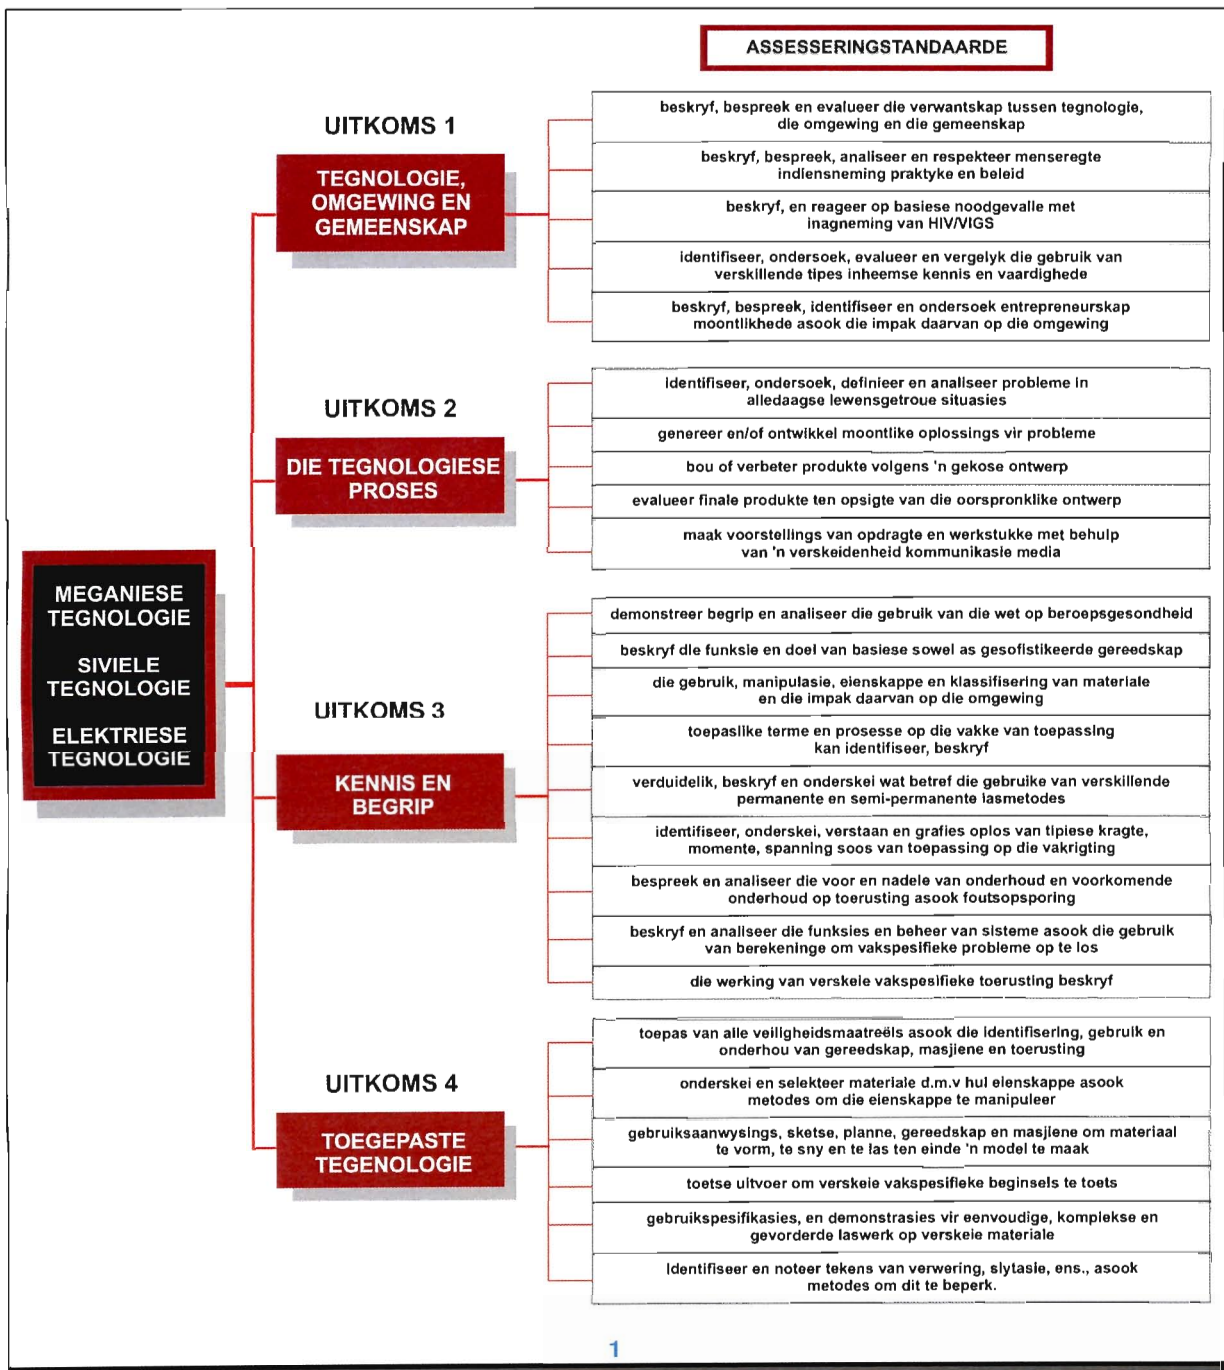 ASSESSERINGSTANDAARDE
MEGANIESE
TEGNOLOGIE
SIVIELE
TEGNOLOGIE
ELEKTRIESE
TEGNOLOGIE
UITKOMS 1
TEGNOLOGIE,
OMGEWING EN
GEMEENSKAP
beskryf, bespreek en evalueer die verwantskap tussen tegnologie,
die omgewing en die gemeenskap
beskryf, bespreek, analiseer en respekteer menseregte
indiensneming praktyke en beleid
beskryf, en reageer op basiese noodgevalle met
inagneming van HIV/VIGS
identifiseer, ondersoek, evalueer en vergelyk die gebruik van
verskillende tipes inheemse kennis en vaardighede
beskryf, bespreek, identifiseer en ondersoek entrepreneurskap
moontlikhede asook die impak daarvan op die omgewing
UITKOMS 2
DIE TEGNOLOGIESE
PROSES
identifiseer, ondersoek, definieer en analiseer probleme in
alledaagse lewensgetroue situasies
genereer en/of ontwikkel moontlike oplossings vir probleme
bou of verbeter produkte volgens 'n gekose ontwerp
evalueer finale produkte ten opsigte van die oorspronklike ontwerp
maak voorstellings van opdragte en werkstukke met behulp
van 'n verskeidenheid kommunikasie media
UITKOMS 3
KENNIS EN
BEGRIP
demonstreer begrip en analiseer die gebruik van die wet op beroepsgesondheid
beskryf die funksie en doel van basiese sowel as gesofistikeerde gereedskap
die gebruik, manipulasie, eienskappe en klassifisering van materiale
en die impak daarvan op die omgewing
toepaslike terme en prosesse op die vakke van toepassing
kan identifiseer, beskryf
verduidelik, beskryf en onderskei wat betref die gebruike van verskillende
permanente en semi-permanente lasmetodes
identifiseer, onderskei, verstaan en grafies oplos van tipiese kragte,
momente, spanning soos van toepassing op die vakrigting
bespreek en analiseer die voor en nadele van onderhoud en voorkomende
onderhoud op toerusting asook foutsopsporing
beskryf en analiseer die funksies en beheer van sisteme asook die gebruik
van berekeninge om vakspesifieke probleme op te los
die werking van verskeie vakspesifieke toerusting beskryf
UITKOMS 4
TOEGEPASTE
TEGENOLOGIE
toepas van alle veiligheidsmaatreëls asook die identifisering, gebruik en
onderhou van gereedskap, masjiene en toerusting
onderskei en selekteer materiale d.m.v hul eienskappe asook
metodes om die eienskappe te manipuleer
gebruiksaanwysings, sketse, planne, gereedskap en masjiene om materiaal
te vorm, te sny en te las ten einde 'n model te maak
toetse uitvoer om verskeie vakspesifieke beginsels te toets
gebruikspesifikasies, en demonstrasies vir eenvoudige, komplekse en
gevorderde laswerk op verskeie materiale
Identifiseer en noteer tekens van verwering, slytasie, ens., asook
metodes om dit te beperk.
1